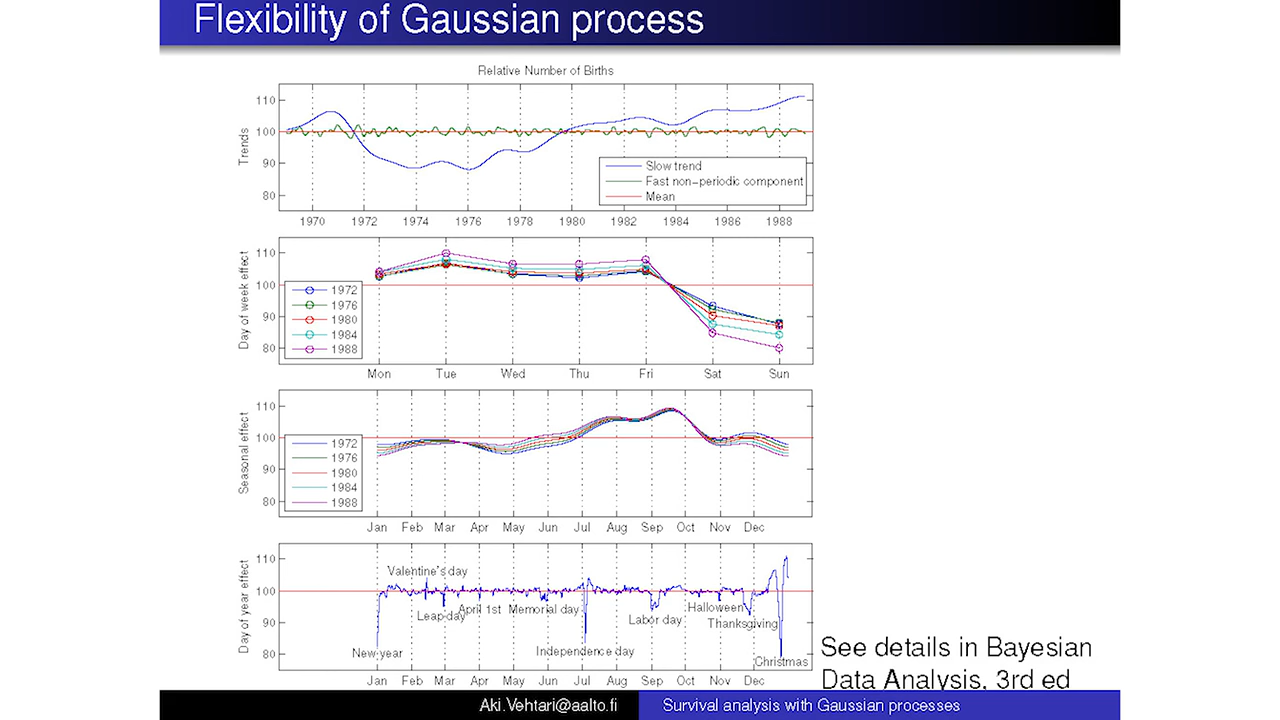 Flexibility of Gaussian process
Relative Number of Births
Trends
110
100
90
80
Slow trend
Fast non-periodic component
Mean
1970 1972 1974 1976 1978 1980 1982 1984 1986 1988
Day of week effect
110
100
90
80
1972
1976
1980
1984
1988
Mon Tue Wed Thu Fri Sat Sun
Seasonal effect
110
100
90
80
1972
1976
1980
1984
1988
Jan Feb Mar Apr May Jun Jul Aug Sep Oct Nov Dec
Day of year effect
110
100
90
80
Valentine's day
Leap day
April 1st
Memorial day
Halloween
Labor day
Thanksgiving
New year
Independence day
Christmas
Jan Feb Mar Apr May Jun Jul Aug Sep Oct Nov Dec
See details in Bayesian
Data Analysis, 3rd ed
Aki.Vehtari@aalto.fi
Survival analysis with Gaussian processes